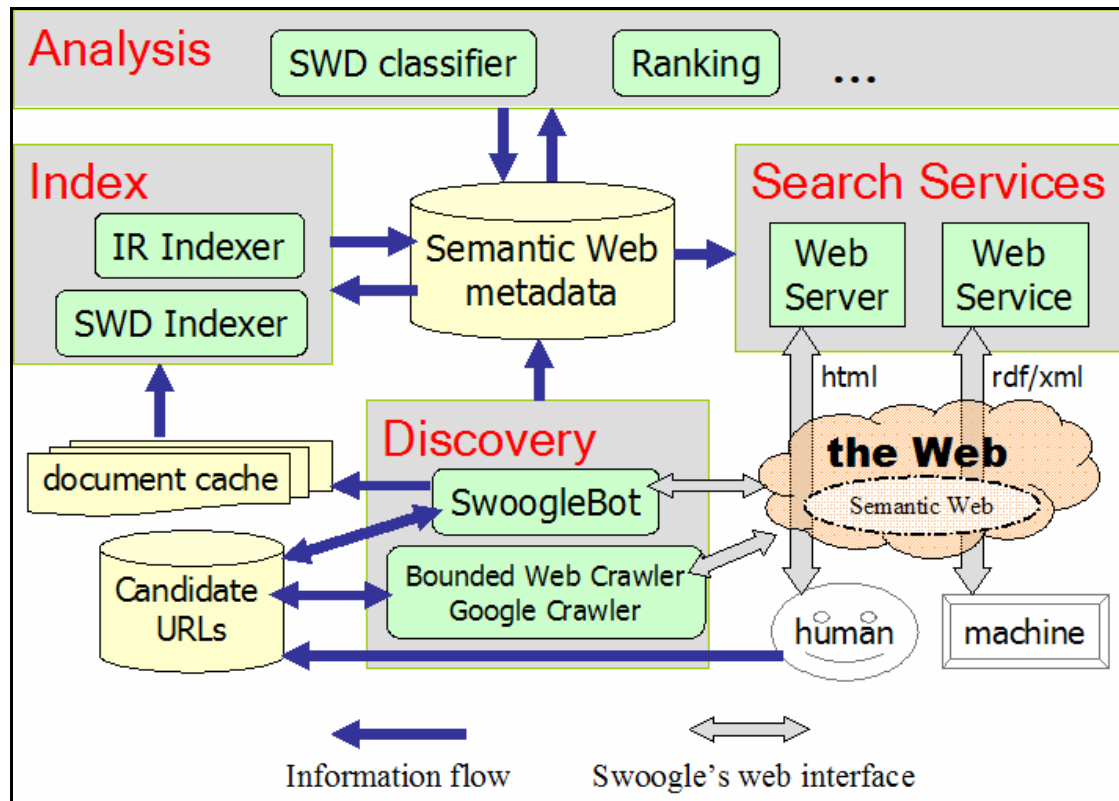 Analysis
SWD classifier
Ranking
...
Index
IR Indexer
SWD Indexer
Semantic Web
metadata
Search Services
Web
Server
Web
Service
html
rdf/xml
document cache
Discovery
SwoogleBot
Bounded Web Crawler
Google Crawler
the Web
Semantic Web
Candidate
URLs
human
machine
Information flow
Swoogle's web interface